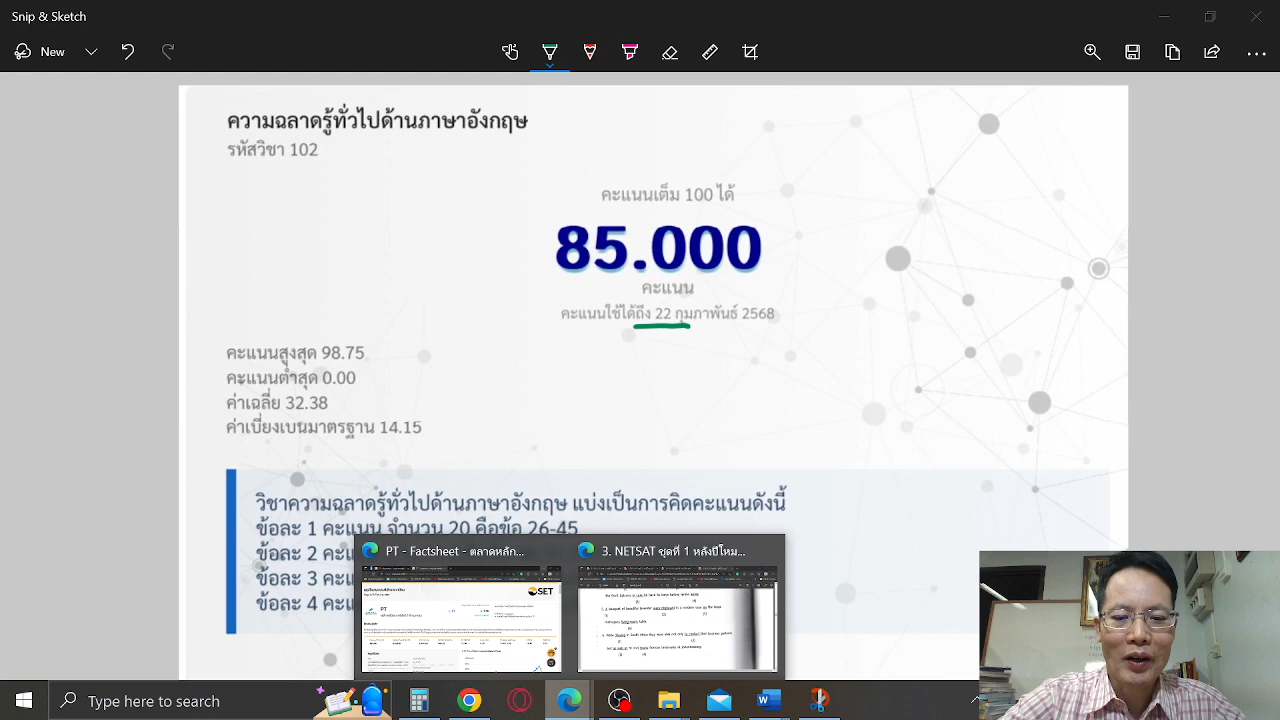 Snip & Sketch
New
ความฉลาดรู้ทั่วไปด้านภาษาอังกฤษ
รหัสวิชา 102
คะแนนเต็ม 100 ได้
85.000
คะแนน
คะแนนใช้ได้ถึง 22 กุมภาพันธ์ 2568
คะแนนสูงสุด 98.75
คะแนนต่ำสุด 0.00
ค่าเฉลี่ย 32.38
ค่าเบี่ยงเบนมาตรฐาน 14.15
วิชาความฉลาดรู้ทั่วไปด้านภาษาอังกฤษ แบ่งเป็นการคิดคะแนนดังนี้
ข้อละ 1 คะแนน จำนวน 20 คือข้อ 26-45
ข้อละ 2
ข้อละ 3
ข้อละ 4
PT - Factsheet - ตลาดหลัก...
3. NETSAT ชุดที่ 1 หลังปีใหม่...
SET
PT
Type here to search